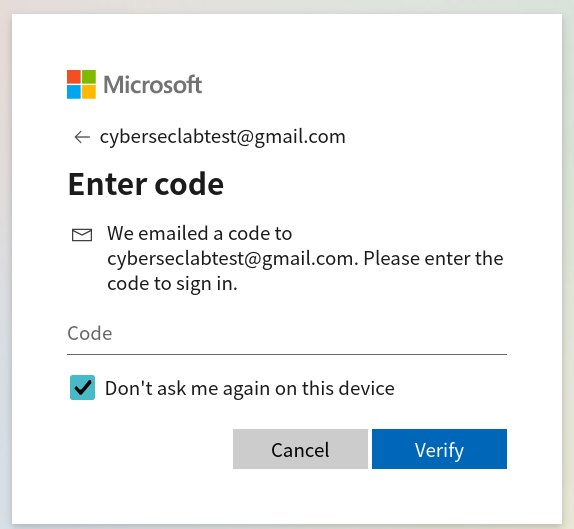 Microsoft
cyberseclabtest@gmail.com
Enter code
We emailed a code to
cyberseclabtest@gmail.com. Please enter the
code to sign in.
Code
Don't ask me again on this device
Cancel
Verify